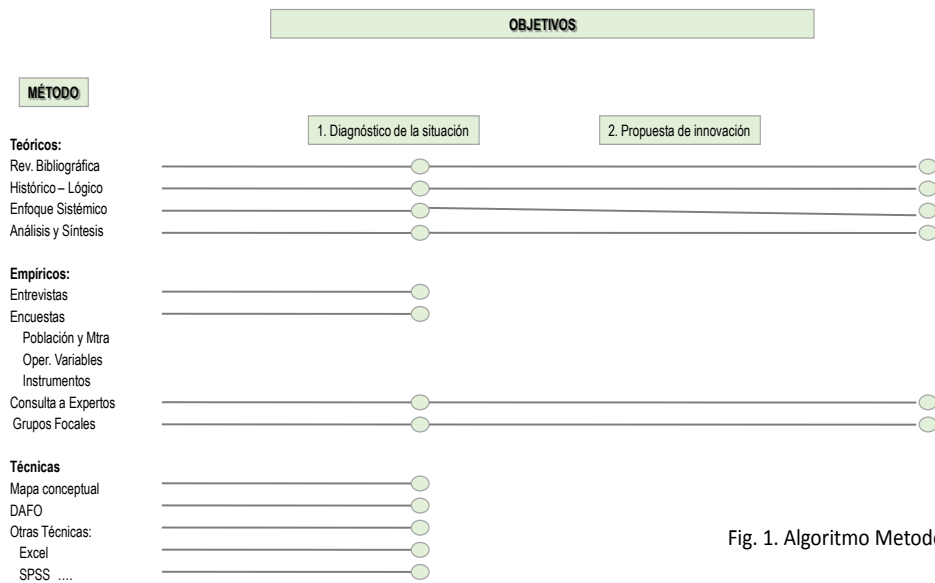 OBJETIVOS
MÉTODO
1. Diagnóstico de la situación
2. Propuesta de innovación
Teóricos:
Rev. Bibliográfica
Histórico – Lógico
Enfoque Sistémico
Análisis y Síntesis
Empíricos:
Entrevistas
Encuestas
Población y Mtra
Oper. Variables
Instrumentos
Consulta a Expertos
Grupos Focales
Técnicas
Mapa conceptual
DAFO
Otras Técnicas:
Excel
SPSS ....
Fig. 1. Algoritmo